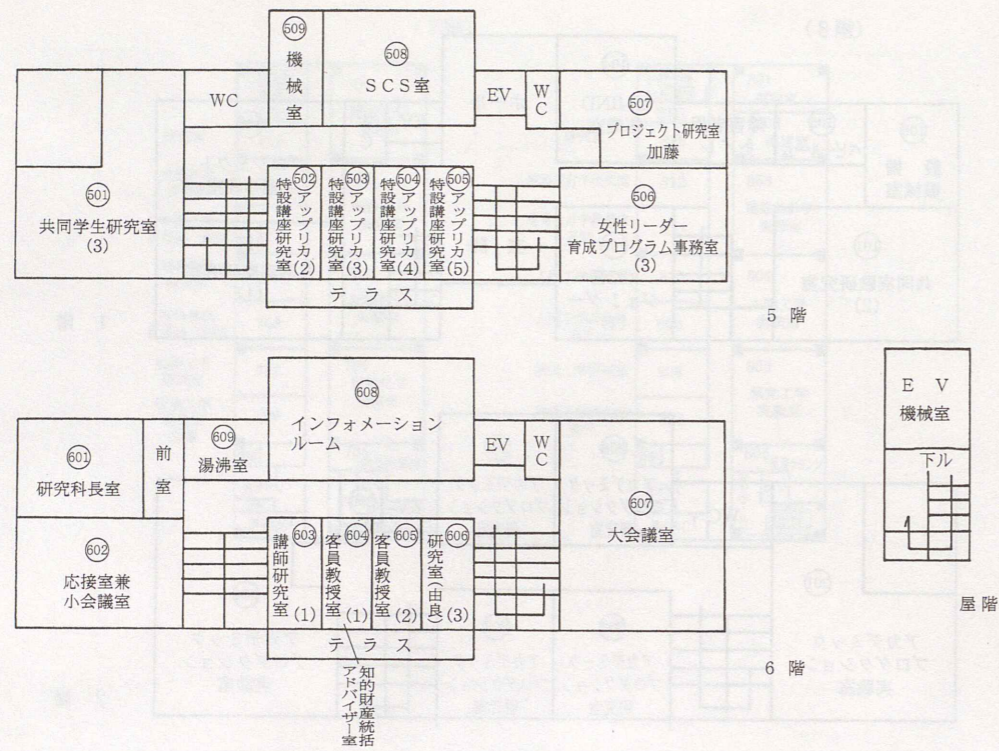 509
機械室
508
SCS室
WC
EV
WC
507
プロジェクト研究室
加藤
501
共同学生研究室
(3)
502
アップリカ
特設講座研究室(2)
503
アップリカ
特設講座研究室(3)
504
アップリカ
特設講座研究室(4)
505
アップリカ
特設講座研究室(5)
506
女性リーダー
育成プログラム事務室
(3)
テラス
5 階
608
インフォメーション
ルーム
601
研究科長室
前室
609
湯沸室
EV
WC
607
大会議室
602
応接室兼
小会議室
603
講師研究室(1)
604
客員教授室(1)
605
客員教授室(2)
606
研究室(由良)(3)
テラス
知的財産統括
アドバイザー室
6 階
EV
機械室
下ル
屋階